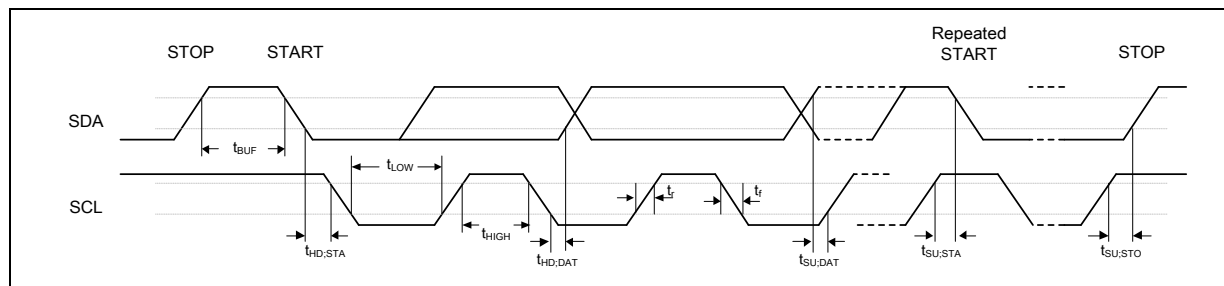 STOP
START
Repeated
START
STOP
SDA
tBUF
tLOW
SCL
tr
tf
tHD;STA
tHIGH
tHD;DAT
tSU;DAT
tSU;STA
tSU;STO